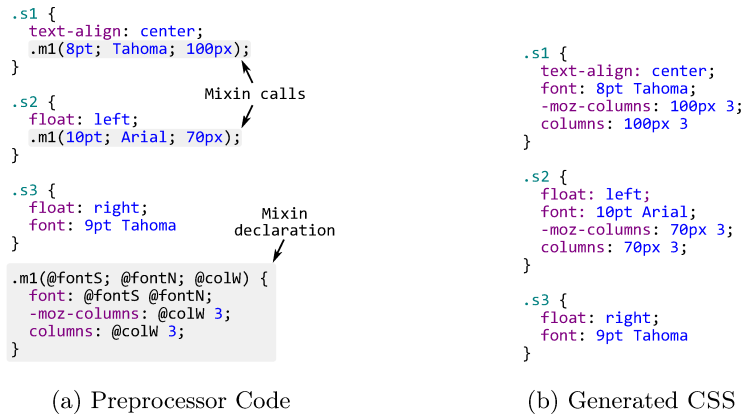 .s1 {
text-align: center;
.m1(8pt; Tahoma; 100px);
}
Mixin calls
.s2 {
float: left;
.m1(10pt; Arial; 70px);
}
.s3 {
float: right;
font: 9pt Tahoma
}
Mixin
declaration
.m1(@fontS; @fontN; @colW) {
font: @fontS @fontN;
-moz-columns: @colW 3;
columns: @colW 3;
}
(a) Preprocessor Code
.s1 {
text-align: center;
font: 8pt Tahoma;
-moz-columns: 100px 3;
columns: 100px 3
}
.s2 {
float: left;
font: 10pt Arial;
-moz-columns: 70px 3;
columns: 70px 3;
}
.s3 {
float: right;
font: 9pt Tahoma
}
(b) Generated CSS